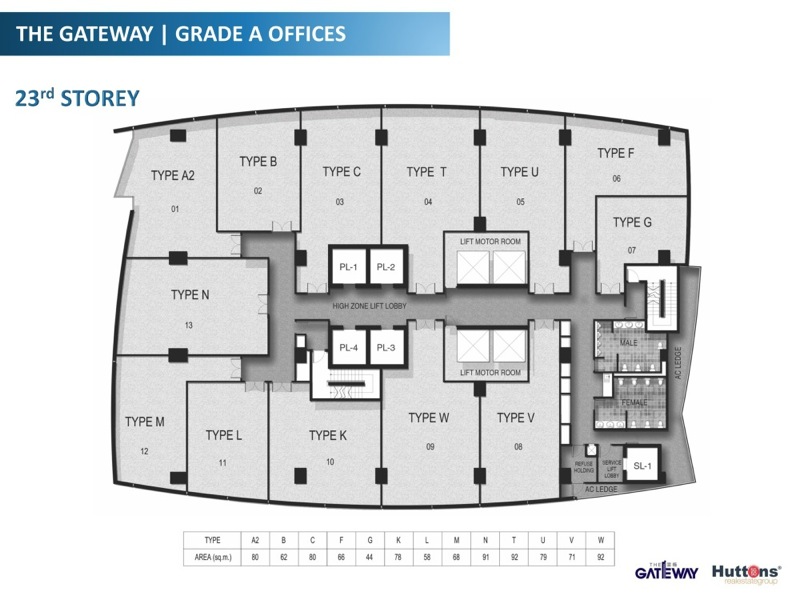 THE GATEWAY | GRADE A OFFICES
23rd STOREY
TYPE A2
01
TYPE B
02
TYPE C
03
TYPE T
04
TYPE U
05
TYPE F
06
TYPE G
07
LIFT MOTOR ROOM
PL-1
PL-2
TYPE N
13
HIGH ZONE LIFT LOBBY
PL-4
PL-3
LIFT MOTOR ROOM
MALE
AC LEDGE
FEMALE
TYPE M
12
TYPE L
11
TYPE K
10
TYPE W
09
TYPE V
08
REFUSE
HOLDING
SERVICE
LIFT
LOBBY
SL-1
AC LEDGE
TYPE A2 B C F G K L M N T U V W
AREA (sq.m.) 80 62 80 66 44 78 58 68 91 92 79 71 92
THE
GATEWAY
Huttons®
realestategroup